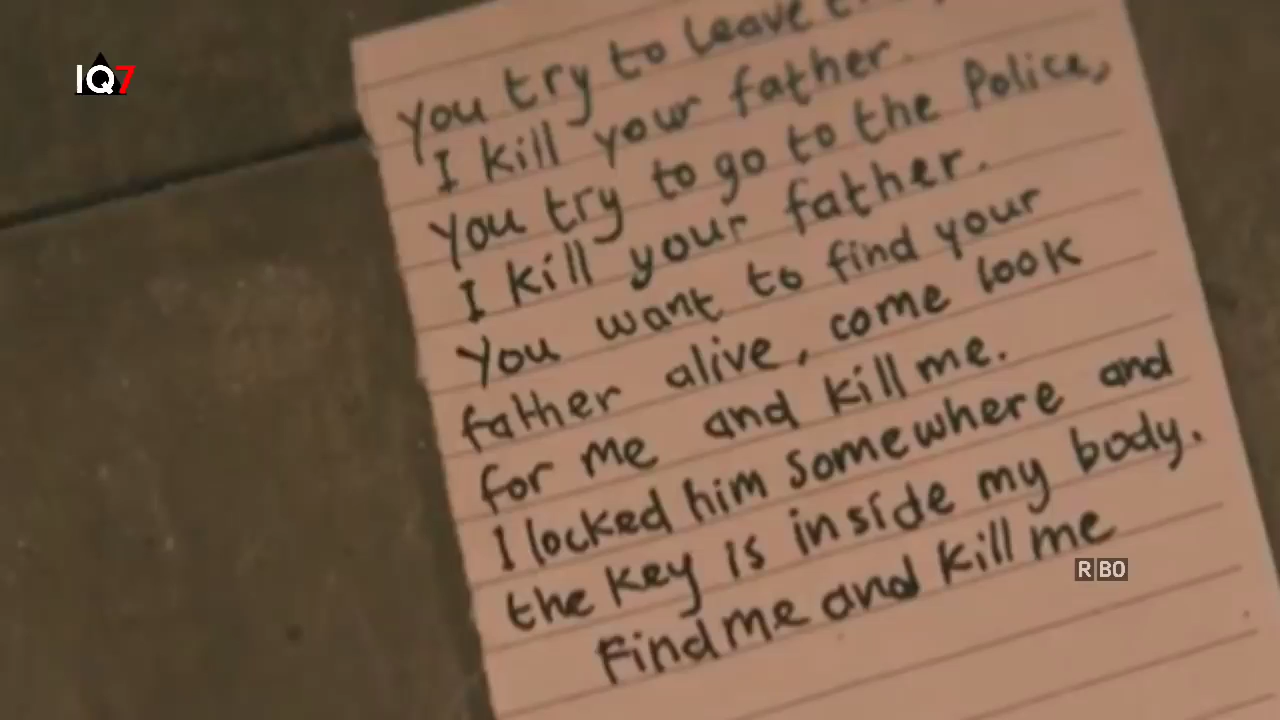 IQ7
You try to leave
I kill your father.
You try to go to the Police,
I kill your father.
You want to find your
father alive, come look
for me and kill me.
I locked him somewhere and
the key is inside my body.
Find me and kill me
R BO